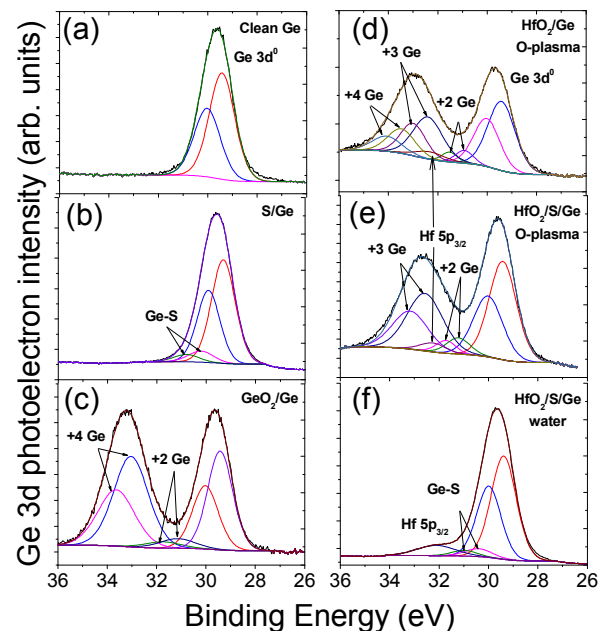 Ge 3d photoelectron intensity (arb. units)
(a)
Clean Ge
Ge 3d⁰
(b)
S/Ge
Ge-S
(c)
GeO₂/Ge
+4 Ge
+2 Ge
36 34 32 30 28 26
(d)
HfO₂/Ge
O-plasma
+3 Ge
Ge 3d⁰
+4 Ge
+2 Ge
(e)
HfO₂/S/Ge
O-plasma
Hf 5p₃/₂
+3 Ge
+2 Ge
(f)
HfO₂/S/Ge
water
Ge-S
Hf 5p₃/₂
36 34 32 30 28 26
Binding Energy (eV)